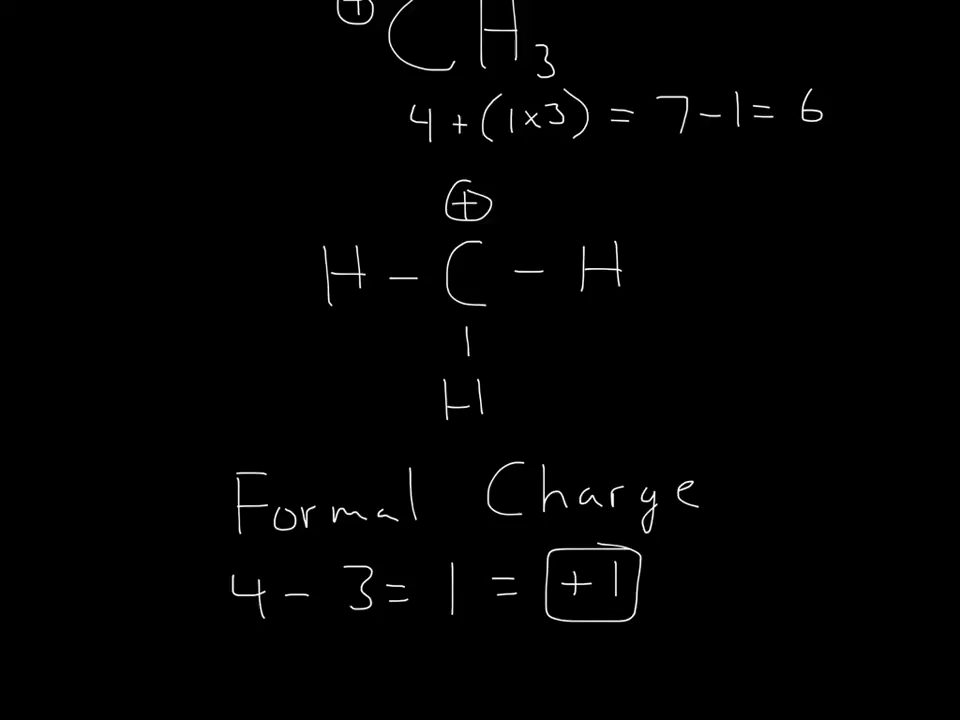 ⊕CH₃
4 + (1×3) = 7 - 1 = 6
⊕
H - C - H
|
H
Formal Charge
4 - 3 = 1 = +1